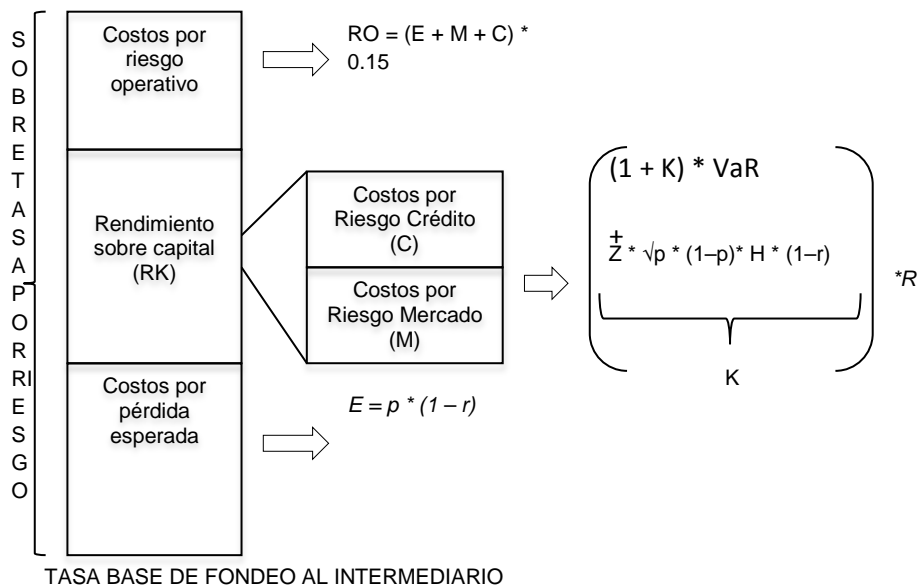 SOBRETASA POR RIESGO
Costos por
riesgo
operativo
RO = (E + M + C) *
0.15
Rendimiento
sobre capital
(RK)
Costos por
Riesgo Crédito
(C)
Costos por
Riesgo Mercado
(M)
(1 + K) * VaR
+
Z * √p * (1–p)* H * (1–r)
K
*R
Costos por
pérdida
esperada
E = p * (1 – r)
TASA BASE DE FONDEO AL INTERMEDIARIO